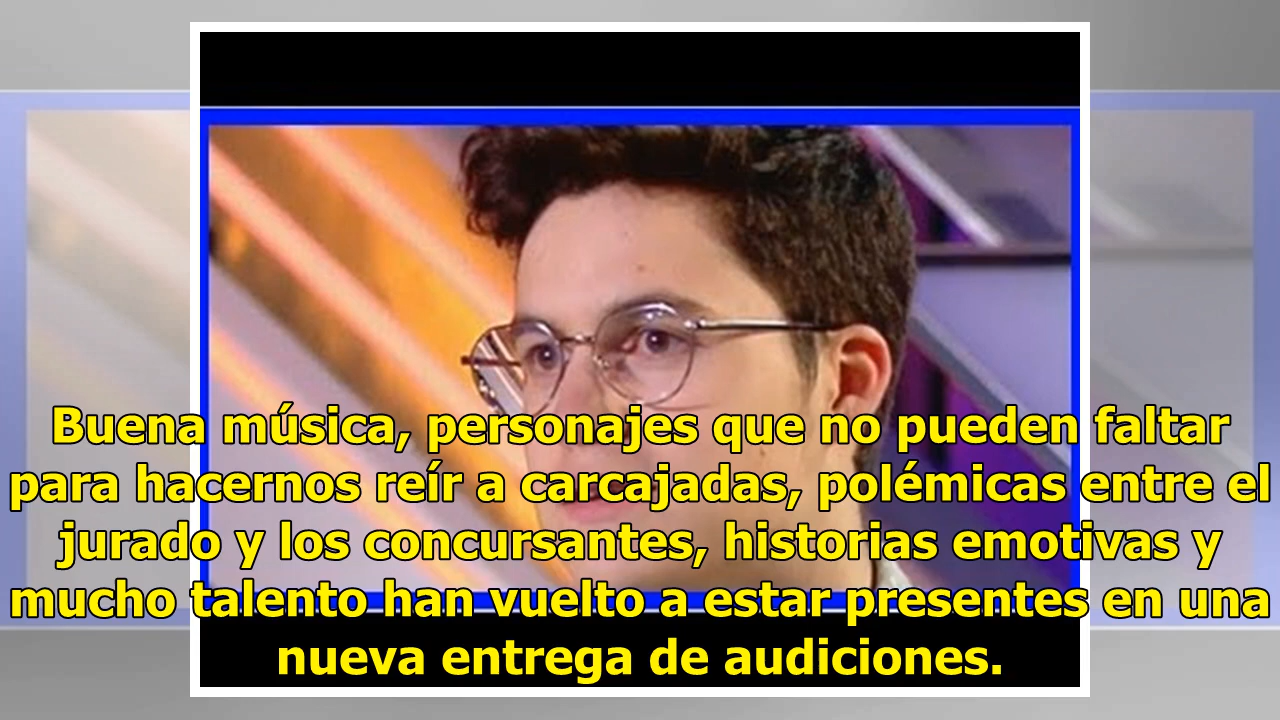 Buena música, personajes que no pueden faltar
para hacernos reír a carcajadas, polémicas entre el
jurado y los concursantes, historias emotivas y
mucho talento han vuelto a estar presentes en una
nueva entrega de audiciones.